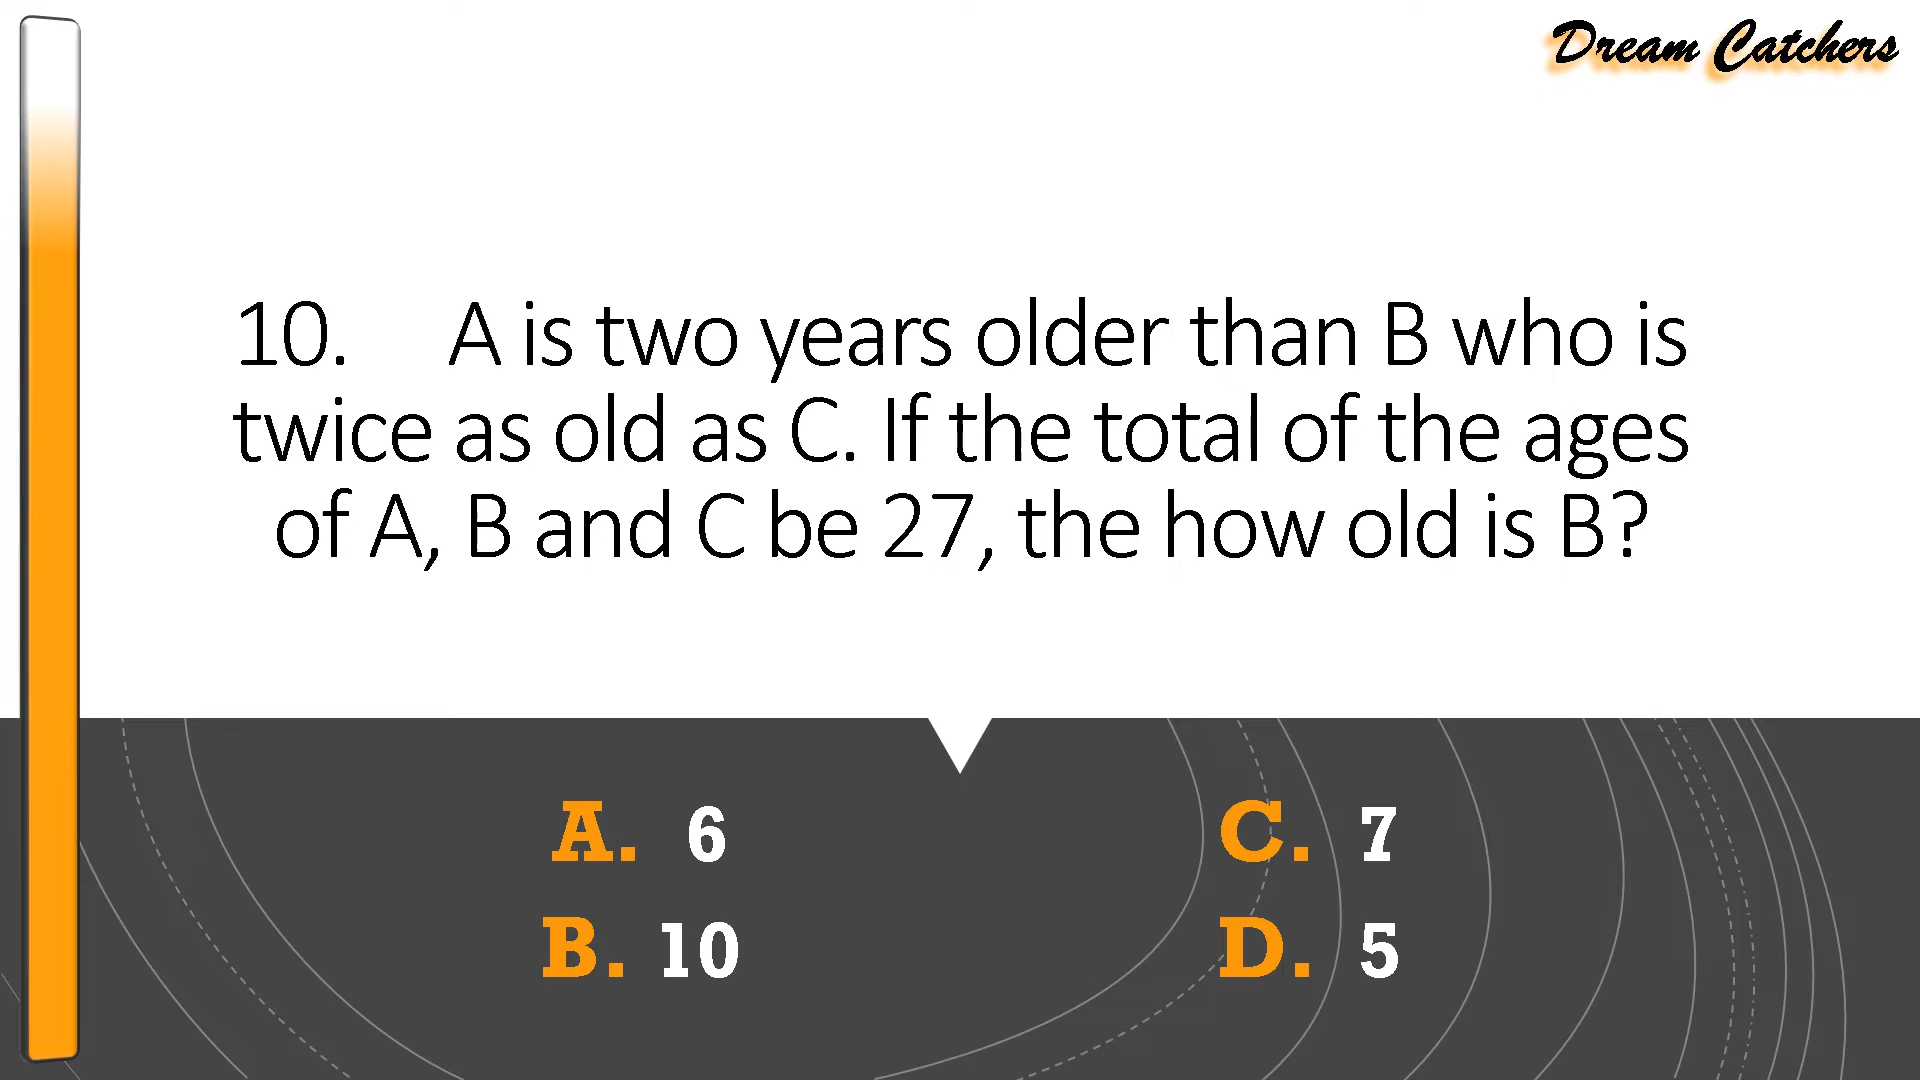 Dream Catchers
10. A is two years older than B who is
twice as old as C. If the total of the ages
of A, B and C be 27, the how old is B?
A. 6
B. 10
C. 7
D. 5